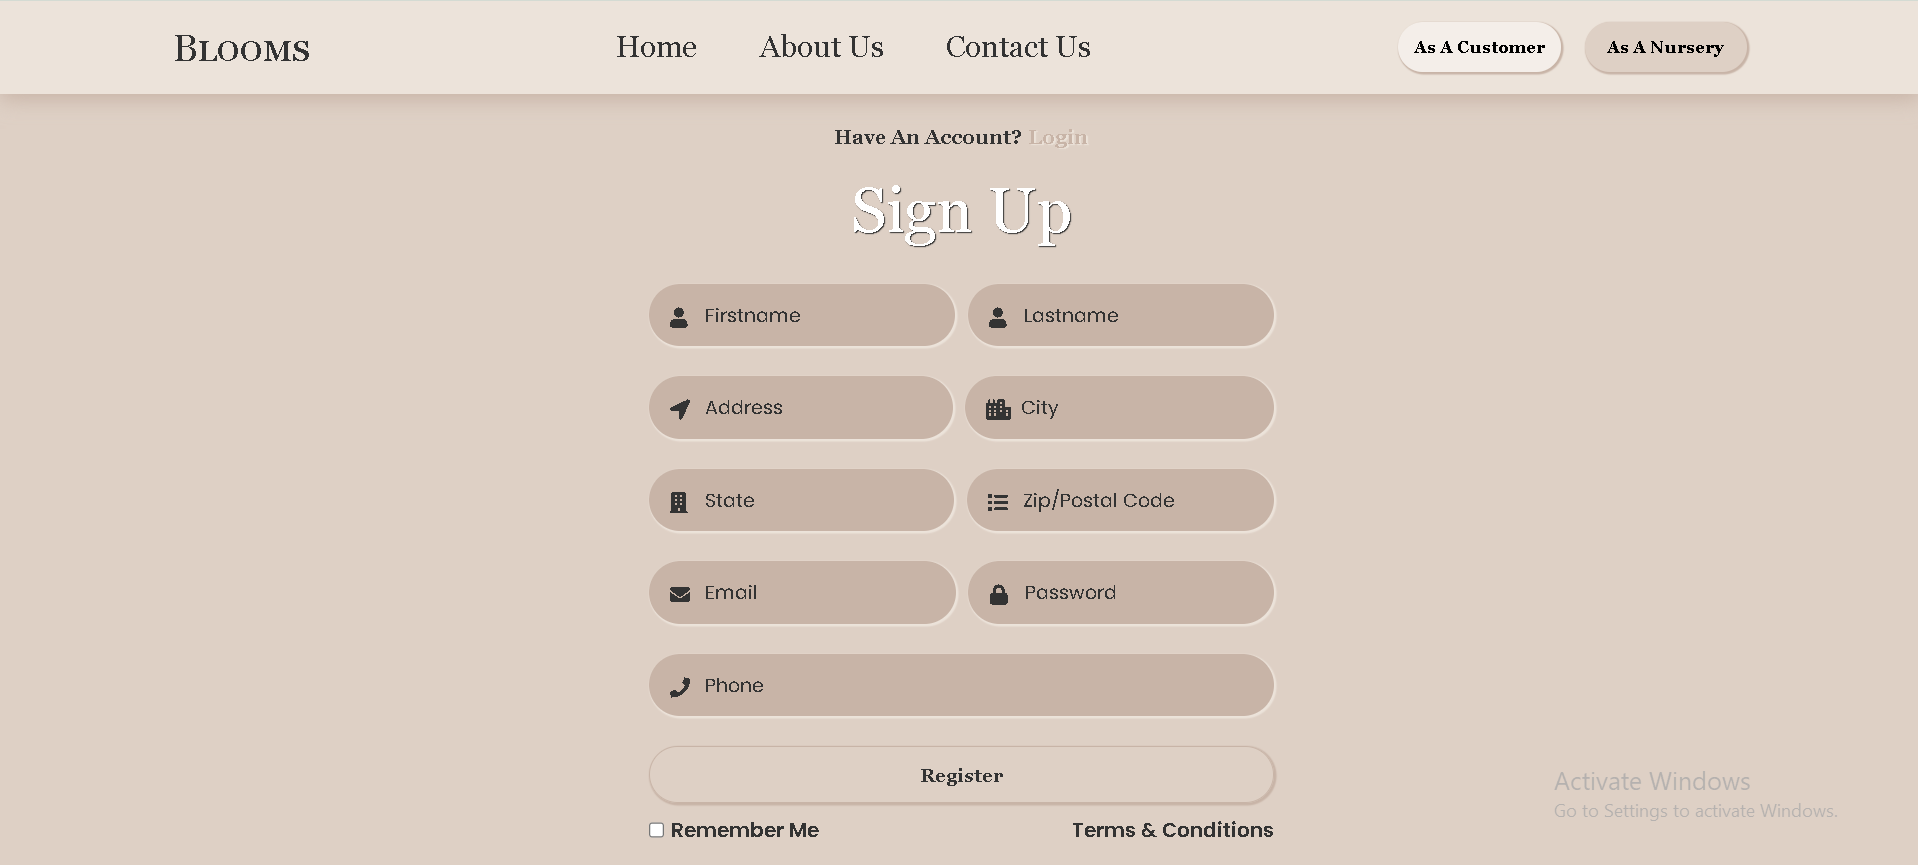 Blooms
Home About Us Contact Us
As A Customer As A Nursery
Have An Account? Login
Sign Up
Firstname Lastname
Address City
State Zip/Postal Code
Email Password
Phone
Register
Remember Me Terms & Conditions
Activate Windows
Go to Settings to activate Windows.